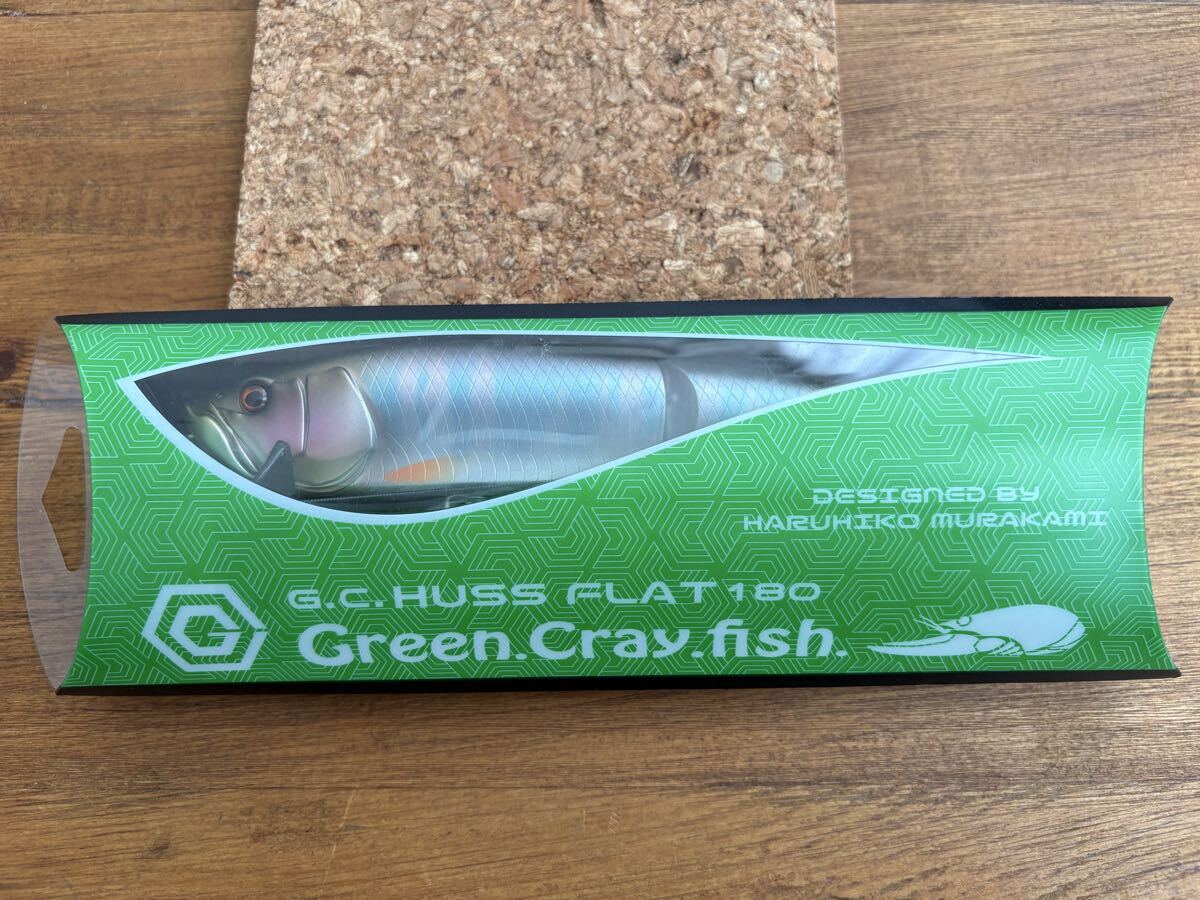 DESIGNED BY
HARUHIKO MURAKAMI
G.C. HUSS FLAT 180
Green.Cray.fish.